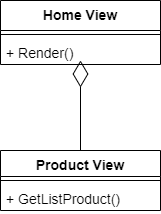 Home View
+ Render()
Product View
+ GetListProduct()